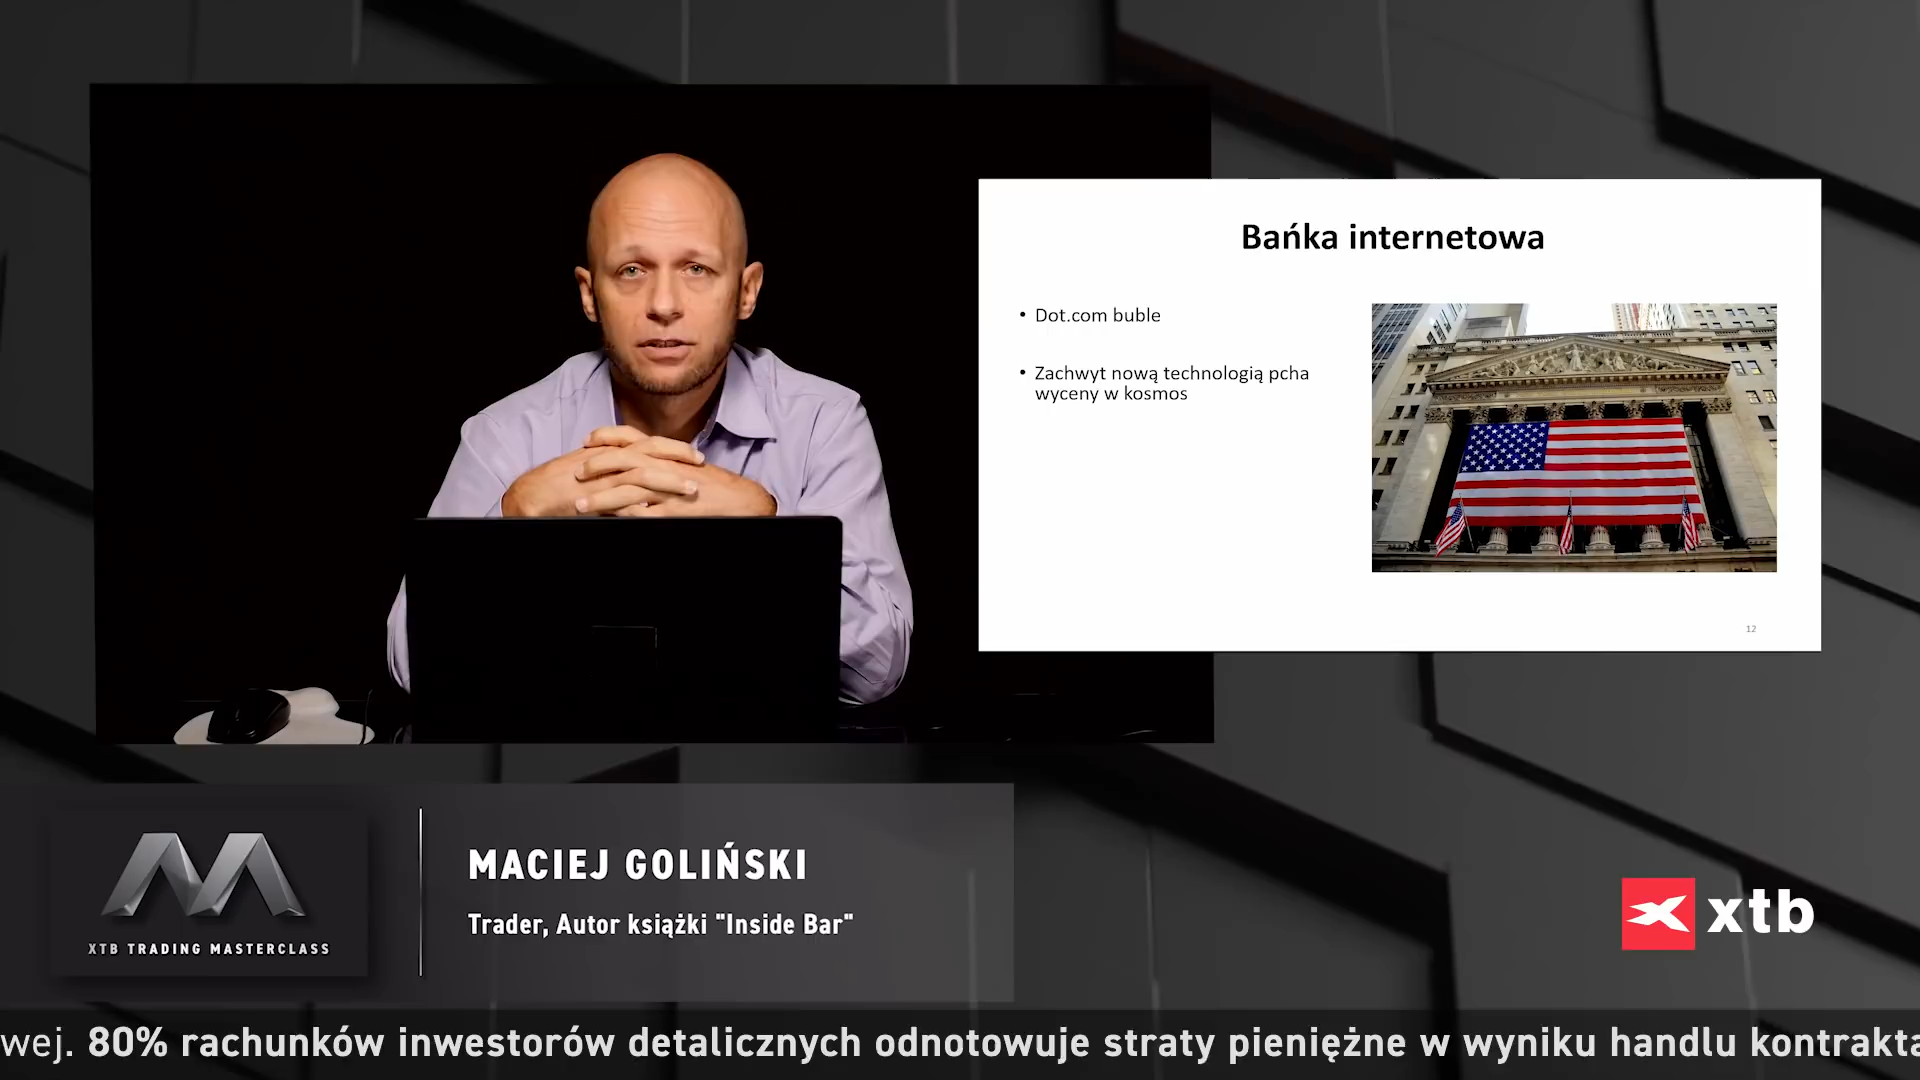 Bańka internetowa
• Dot.com buble
• Zachwyt nową technologią pcha
wyceny w kosmos
12
XTB TRADING MASTERCLASS
MACIEJ GOLIŃSKI
Trader, Autor książki "Inside Bar"
xtb
wej. 80% rachunków inwestorów detalicznych odnotowuje straty pieniężne w wyniku handlu kontrakta